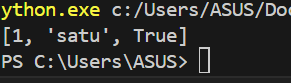 ython.exe c:/Users/ASUS/Doc
[1, 'satu', True]
PS C:\Users\ASUS>